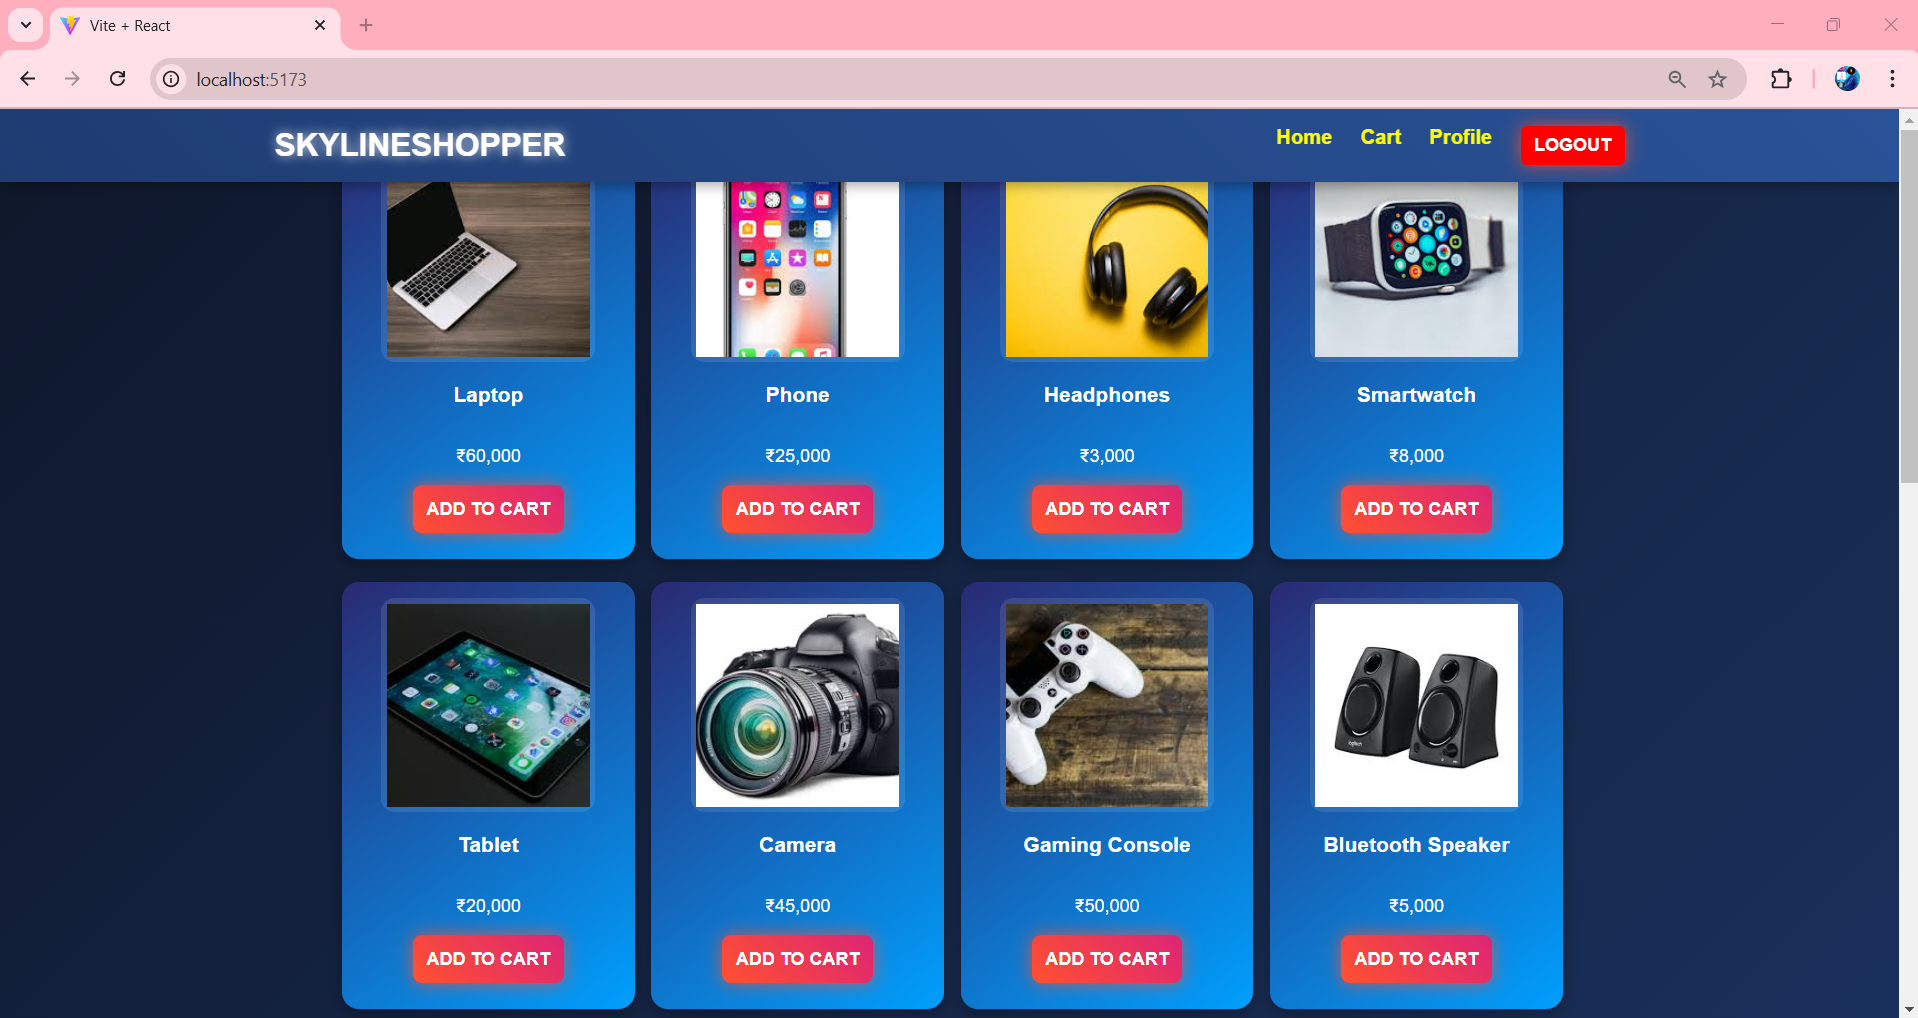 Vite + React
localhost:5173
SKYLINESHOPPER
Home Cart Profile LOGOUT
Laptop Phone Headphones Smartwatch
₹60,000 ₹25,000 ₹3,000 ₹8,000
ADD TO CART ADD TO CART ADD TO CART ADD TO CART
logitech
Tablet Camera Gaming Console Bluetooth Speaker
₹20,000 ₹45,000 ₹50,000 ₹5,000
ADD TO CART ADD TO CART ADD TO CART ADD TO CART